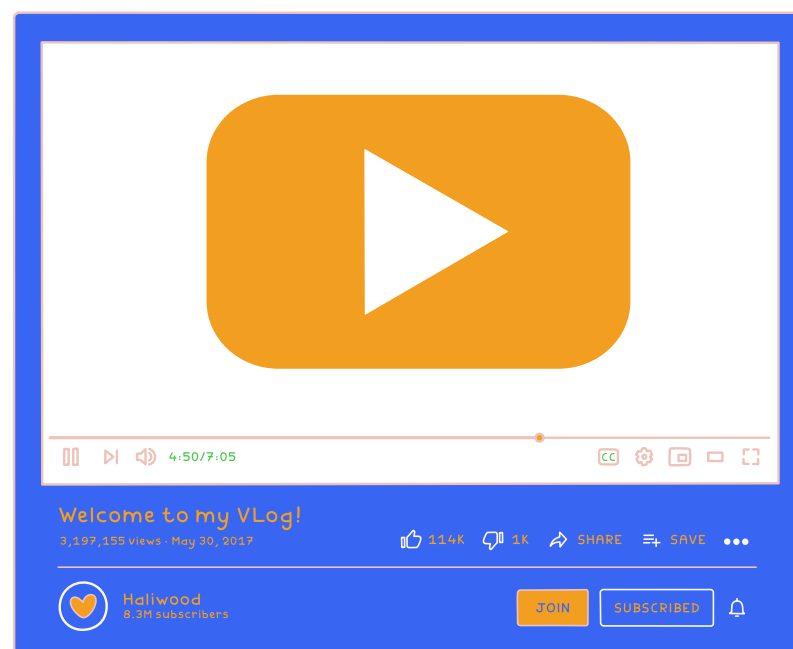 4:50/7:05
CC
Welcome to my VLog!
3,197,155 views · May 30, 2017
114K 1K SHARE SAVE
Haliwood
8.3M subscribers
JOIN SUBSCRIBED